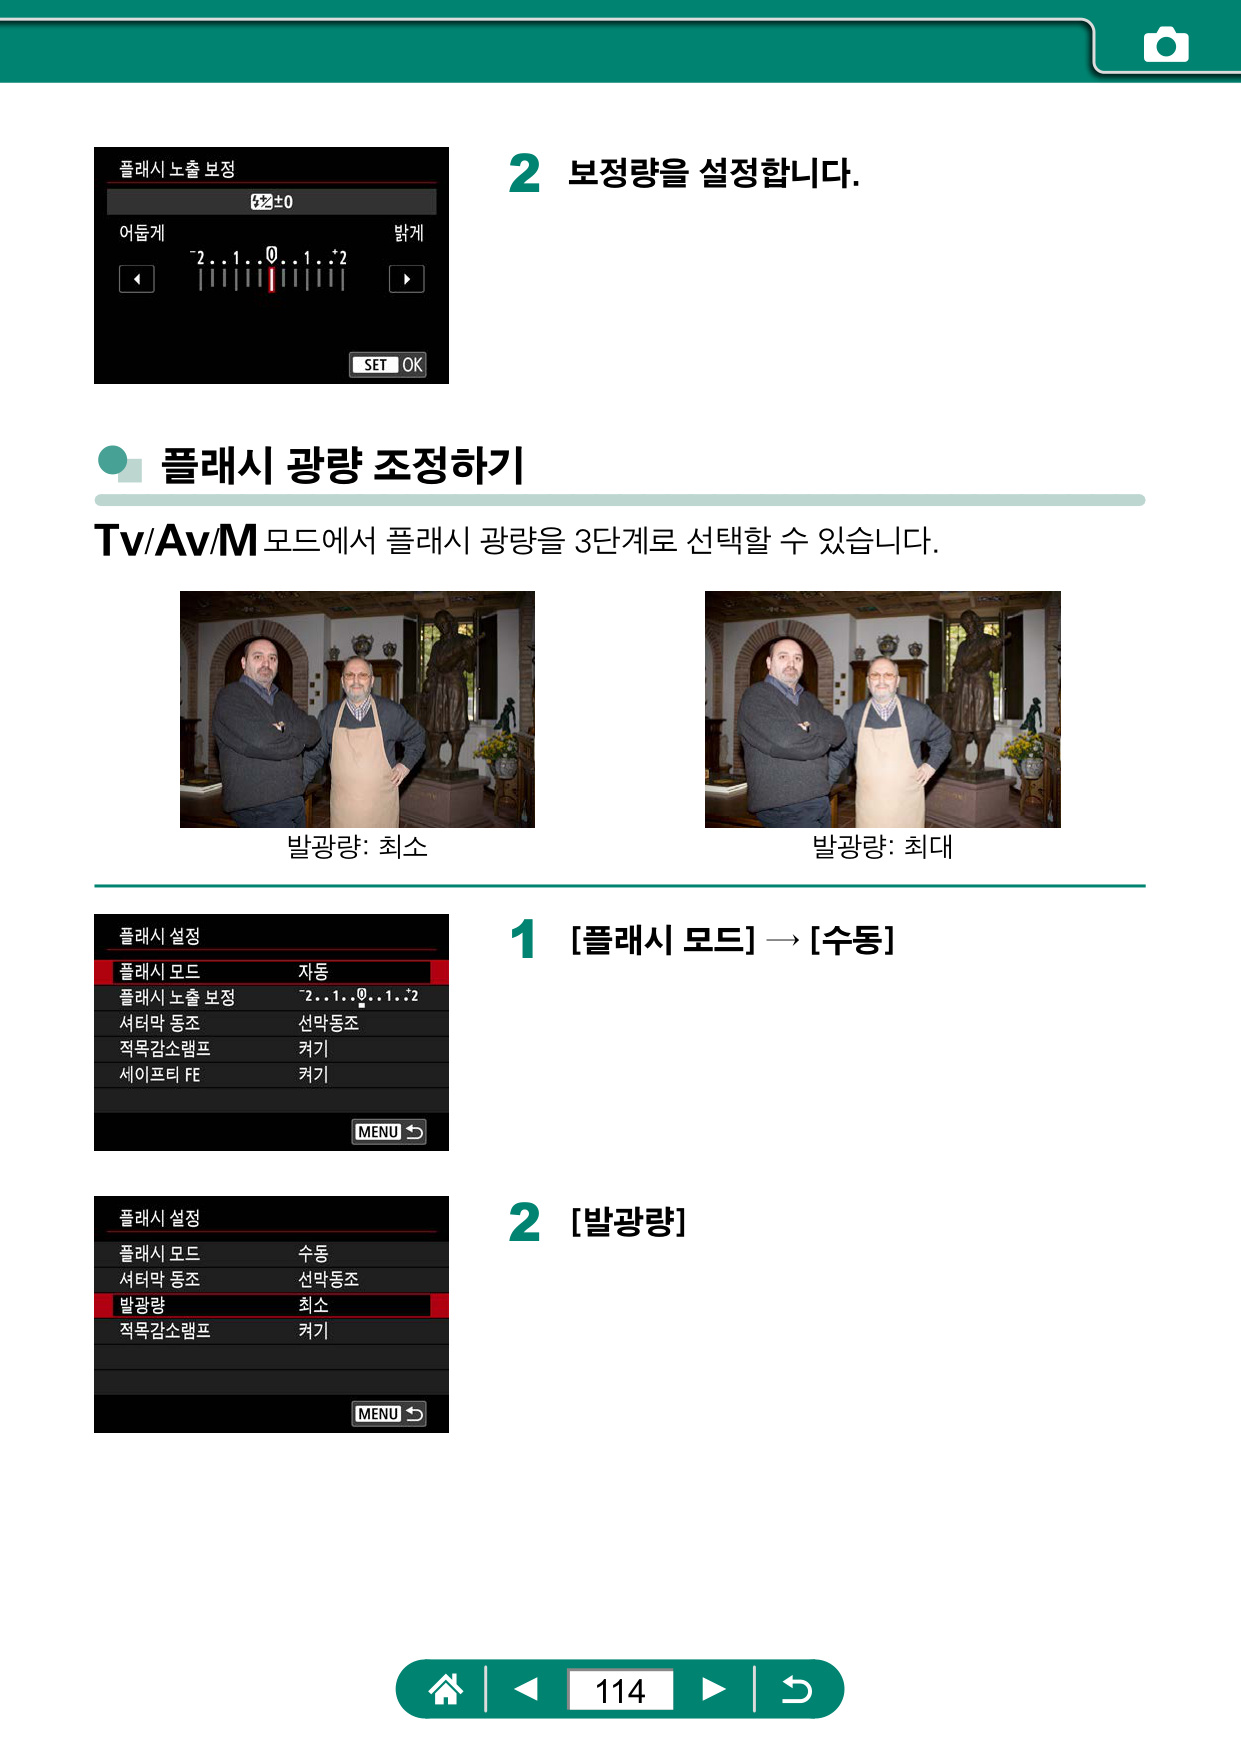 플래시 노출 보정
±0
어둡게 밝게
-2..1..0..1..+2
SET OK
2 보정량을 설정합니다.
플래시 광량 조정하기
Tv/Av/M 모드에서 플래시 광량을 3단계로 선택할 수 있습니다.
발광량: 최소
발광량: 최대
플래시 설정
플래시 모드 자동
플래시 노출 보정 -2..1..0..1..+2
셔터막 동조 선막동조
적목감소램프 켜기
세이프티 FE 켜기
MENU
1 [플래시 모드] → [수동]
플래시 설정
플래시 모드 수동
셔터막 동조 선막동조
발광량 최소
적목감소램프 켜기
MENU
2 [발광량]
114